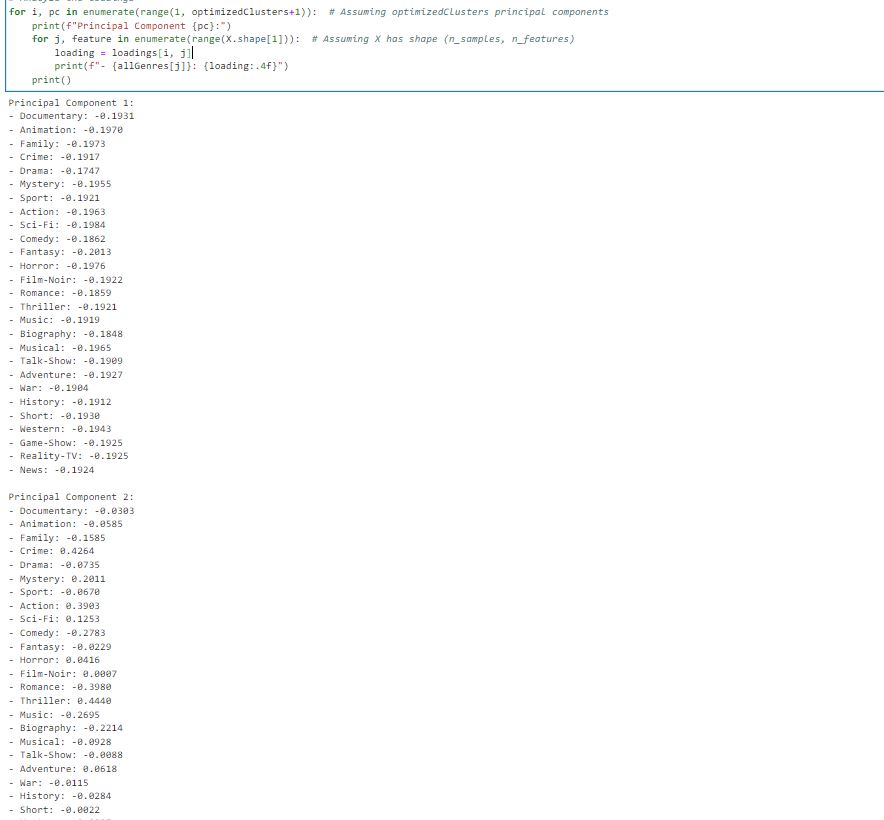 for i, pc in enumerate(range(1, optimizedClusters+1)):  # Assuming optimizedClusters principal components
    print(f"Principal Component {pc}:")
    for j, feature in enumerate(range(X.shape[1])):  # Assuming X has shape (n_samples, n_features)
        loading = loadings[i, j]
        print(f"- {allGenres[j]}: {loading:.4f}")
    print()
Principal Component 1:
- Documentary: -0.1931
- Animation: -0.1970
- Family: -0.1973
- Crime: -0.1917
- Drama: -0.1747
- Mystery: -0.1955
- Sport: -0.1921
- Action: -0.1963
- Sci-Fi: -0.1984
- Comedy: -0.1862
- Fantasy: -0.2013
- Horror: -0.1976
- Film-Noir: -0.1922
- Romance: -0.1859
- Thriller: -0.1921
- Music: -0.1919
- Biography: -0.1848
- Musical: -0.1965
- Talk-Show: -0.1909
- Adventure: -0.1927
- War: -0.1904
- History: -0.1912
- Short: -0.1930
- Western: -0.1943
- Game-Show: -0.1925
- Reality-TV: -0.1925
- News: -0.1924
Principal Component 2:
- Documentary: -0.0303
- Animation: -0.0585
- Family: -0.1585
- Crime: 0.4264
- Drama: -0.0735
- Mystery: 0.2011
- Sport: -0.0670
- Action: 0.3903
- Sci-Fi: 0.1253
- Comedy: -0.2783
- Fantasy: -0.0229
- Horror: 0.0416
- Film-Noir: 0.0007
- Romance: -0.3980
- Thriller: 0.4440
- Music: -0.2695
- Biography: -0.2214
- Musical: -0.0928
- Talk-Show: -0.0088
- Adventure: 0.0618
- War: -0.0115
- History: -0.0284
- Short: -0.0022